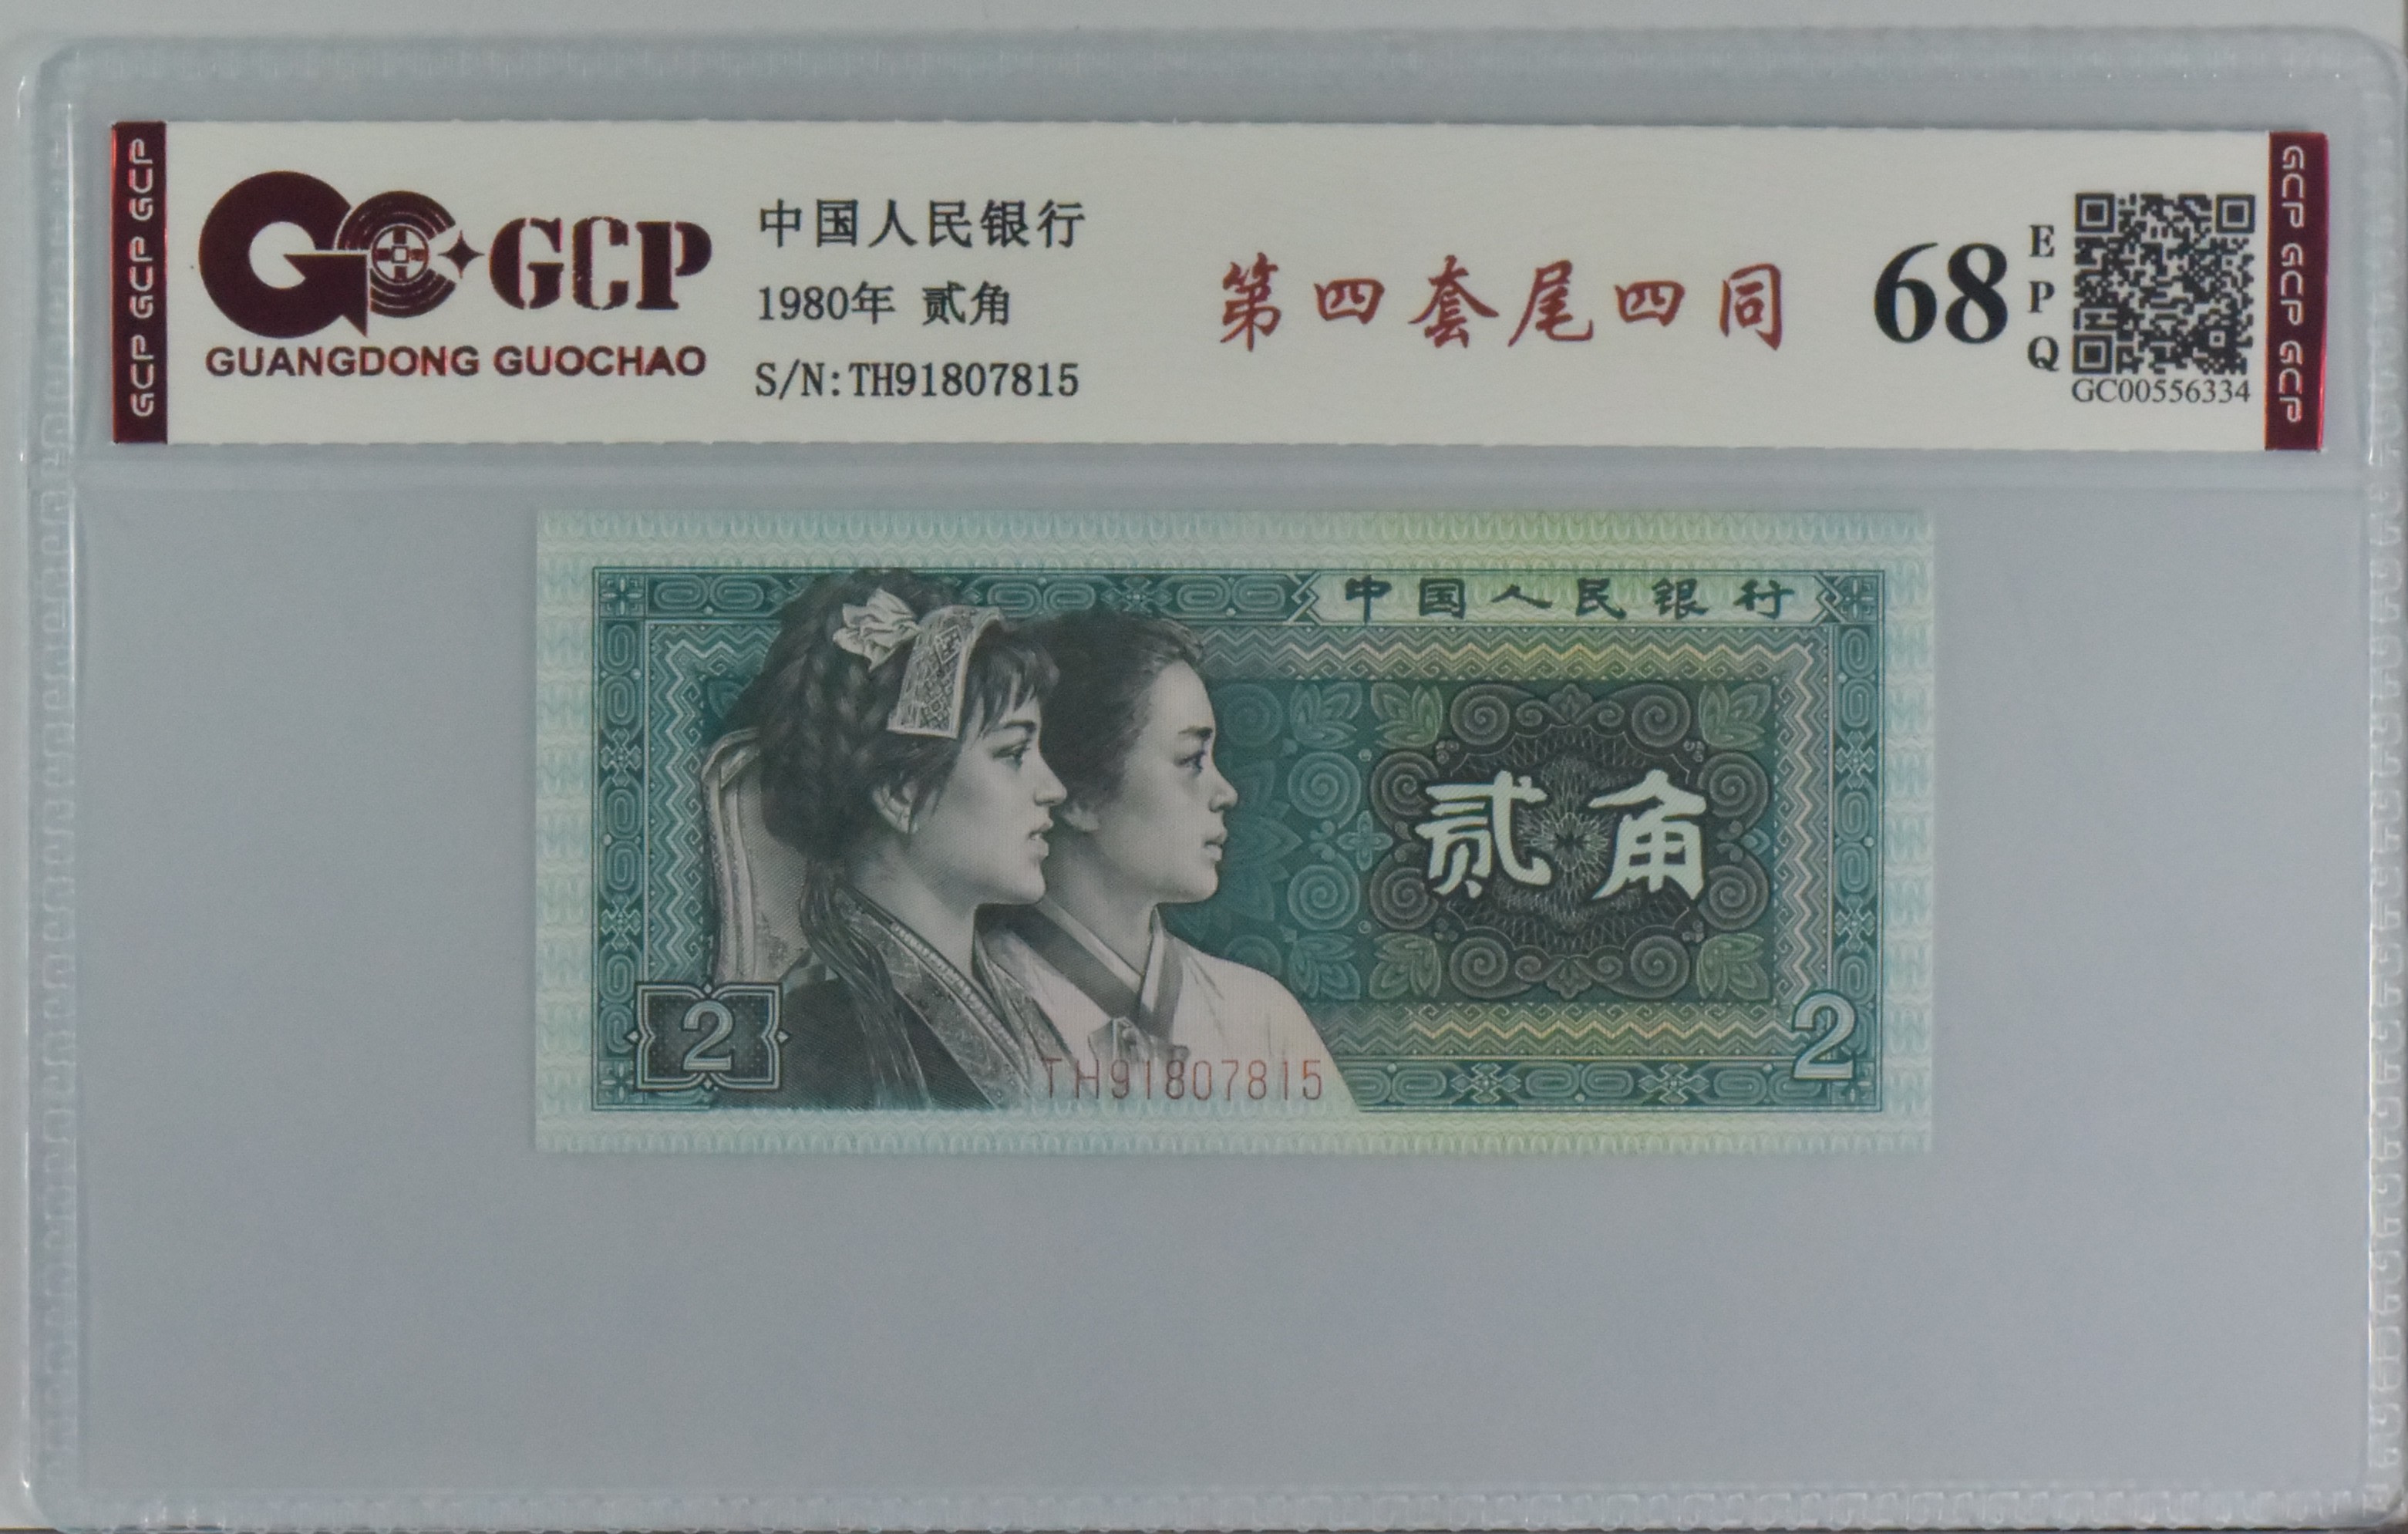 GCP GCP GCP
GC GCP
GUANGDONG GUOCHAO
中国人民银行
1980年 贰角
S/N:TH91807815
第四套尾四同
68
EPQ
GC00556334
GCP GCP GCP
中国人民银行
贰角
2
TH91807815
2